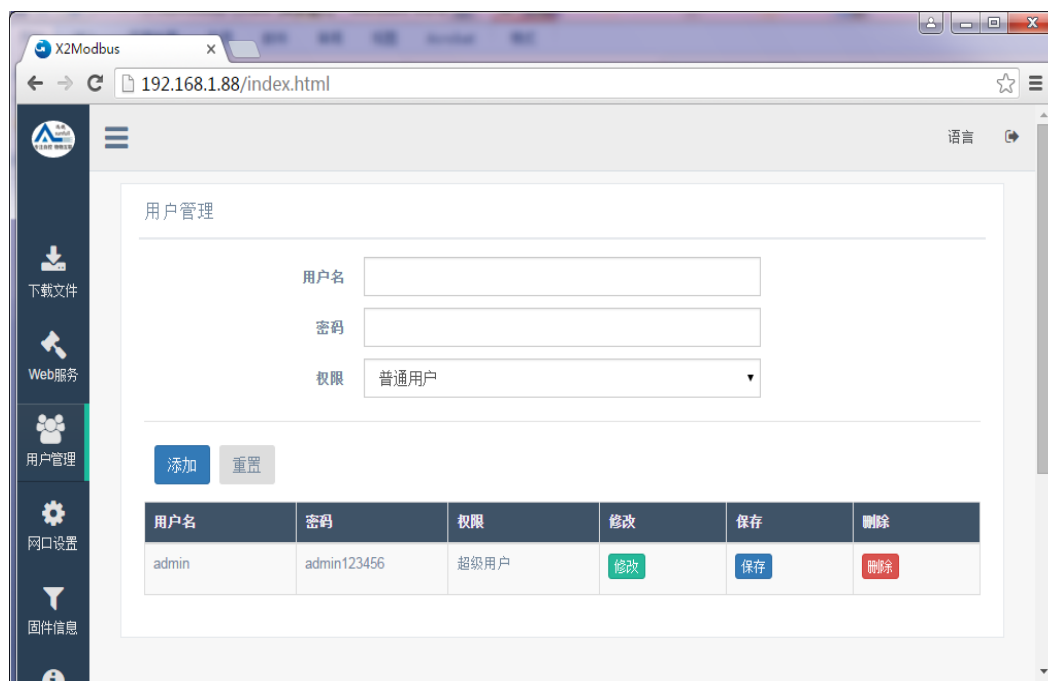 X2Modbus
192.168.1.88/index.html
语言
下载文件
Web服务
用户管理
网口设置
固件信息
用户管理
用户名
密码
权限 普通用户
添加 重置
用户名 密码 权限 修改 保存 删除
admin admin123456 超级用户 修改 保存 删除